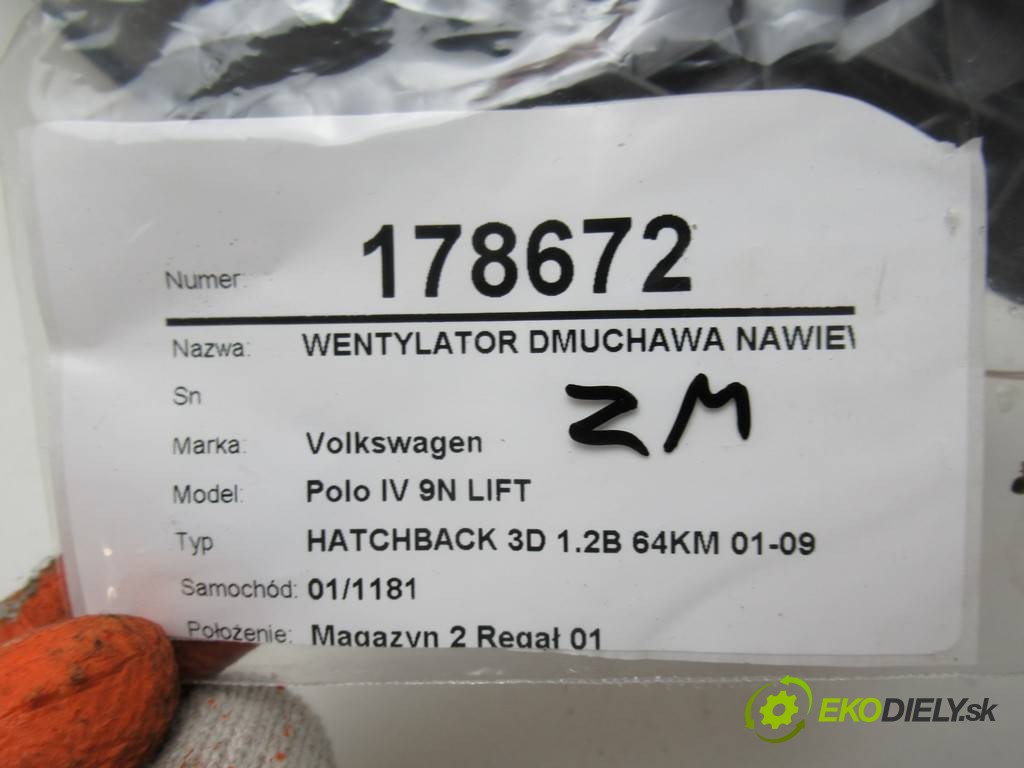 Numer: 178672
Nazwa: WENTYLATOR DMUCHAWA NAWIEW
Sn
ZM
Marka: Volkswagen
Model: Polo IV 9N LIFT
Typ HATCHBACK 3D 1.2B 64KM 01-09
Samochód: 01/1181
Położenie: Magazyn 2 Regał 01
EKODIELY.sk